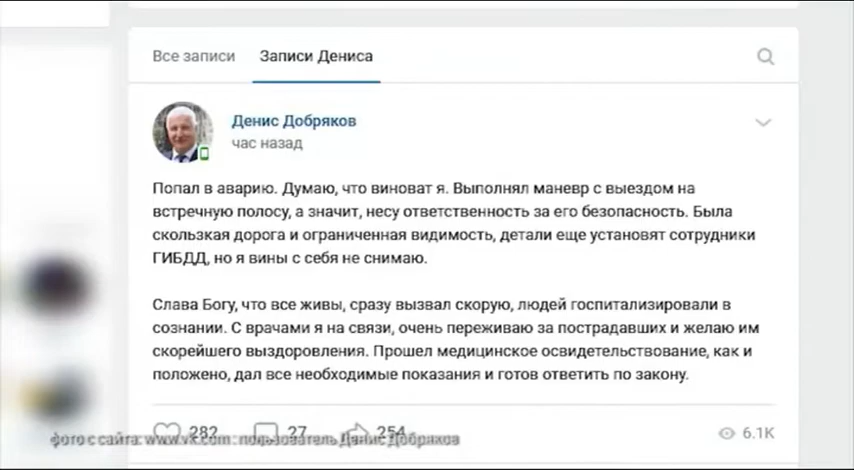 Все записи Записи Дениса
Денис Добряков
час назад
Попал в аварию. Думаю, что виноват я. Выполнял маневр с выездом на
встречную полосу, а значит, несу ответственность за его безопасность. Была
скользкая дорога и ограниченная видимость, детали еще установят сотрудники
ГИБДД, но я вины с себя не снимаю.
Слава Богу, что все живы, сразу вызвал скорую, людей госпитализировали в
сознании. С врачами я на связи, очень переживаю за пострадавших и желаю им
скорейшего выздоровления. Прошел медицинское освидетельствование, как и
положено, дал все необходимые показания и готов ответить по закону.
282 27 254 6.1K
фото с сайта: www.vk.com: пользователь Денис Добряков